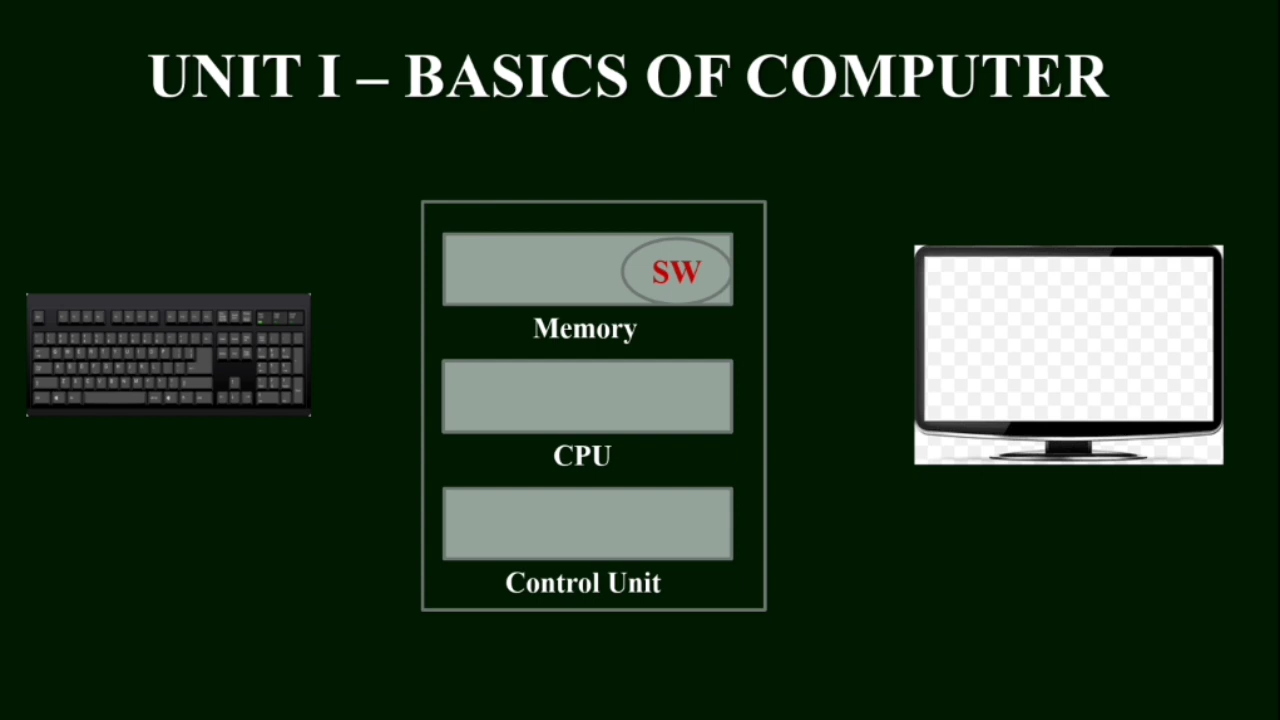 UNIT I – BASICS OF COMPUTER
SW
Memory
CPU
Control Unit